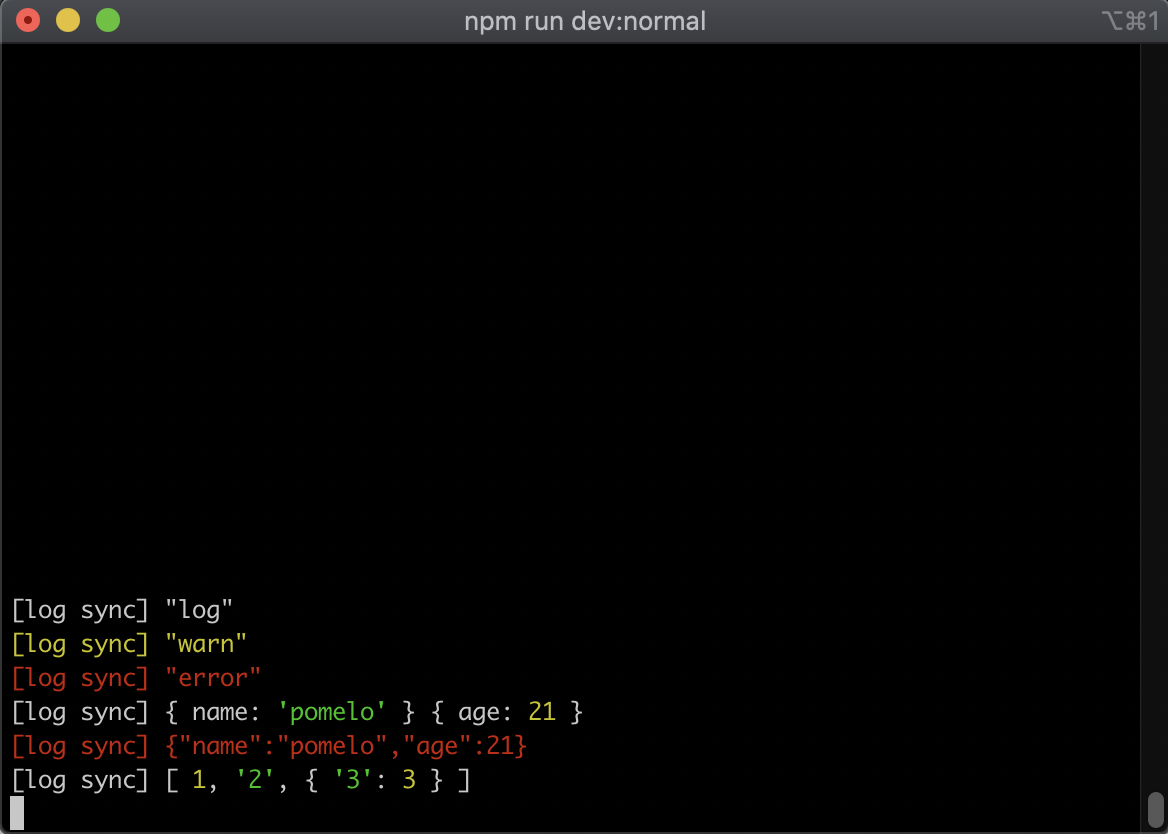 npm run dev:normal
⌥⌘1
[log sync] "log"
[log sync] "warn"
[log sync] "error"
[log sync] { name: 'pomelo' } { age: 21 }
[log sync] {"name":"pomelo","age":21}
[log sync] [ 1, '2', { '3': 3 } ]